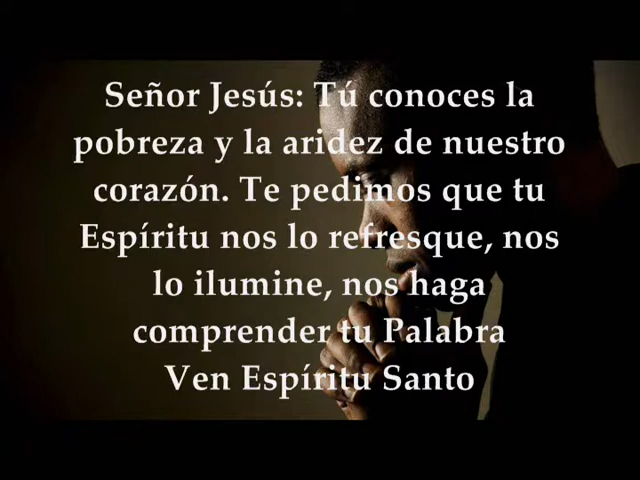 Señor Jesús: Tú conoces la
pobreza y la aridez de nuestro
corazón. Te pedimos que tu
Espíritu nos lo refresque, nos
lo ilumine, nos haga
comprender tu Palabra
Ven Espíritu Santo